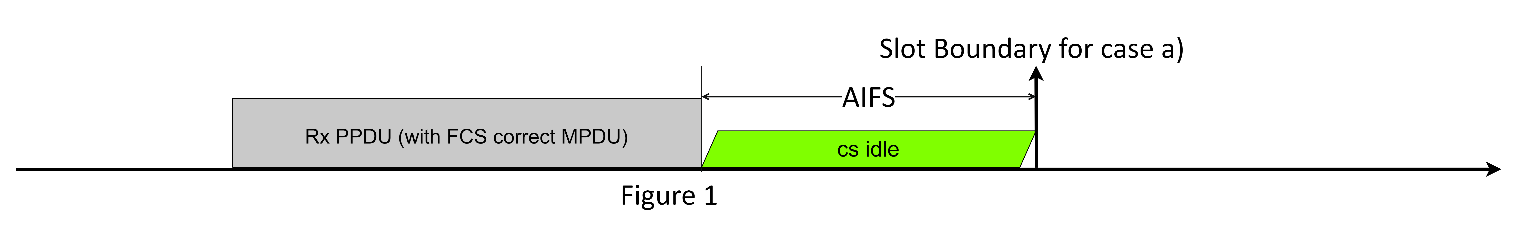 Slot Boundary for case a)
AIFS
Rx PPDU (with FCS correct MPDU)
cs idle
Figure 1